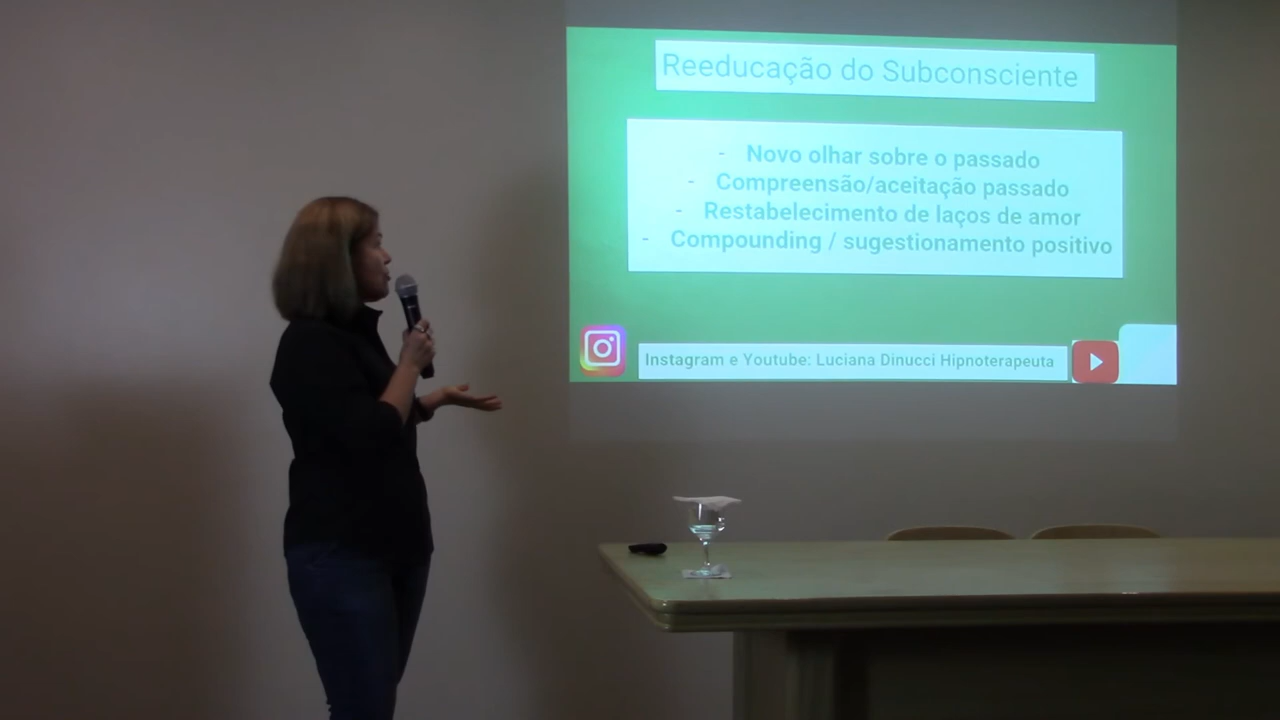 Reeducação do Subconsciente
- Novo olhar sobre o passado
- Compreensão/aceitação passado
- Restabelecimento de laços de amor
- Compounding / sugestionamento positivo
Instagram e Youtube: Luciana Dinucci Hipnoterapeuta